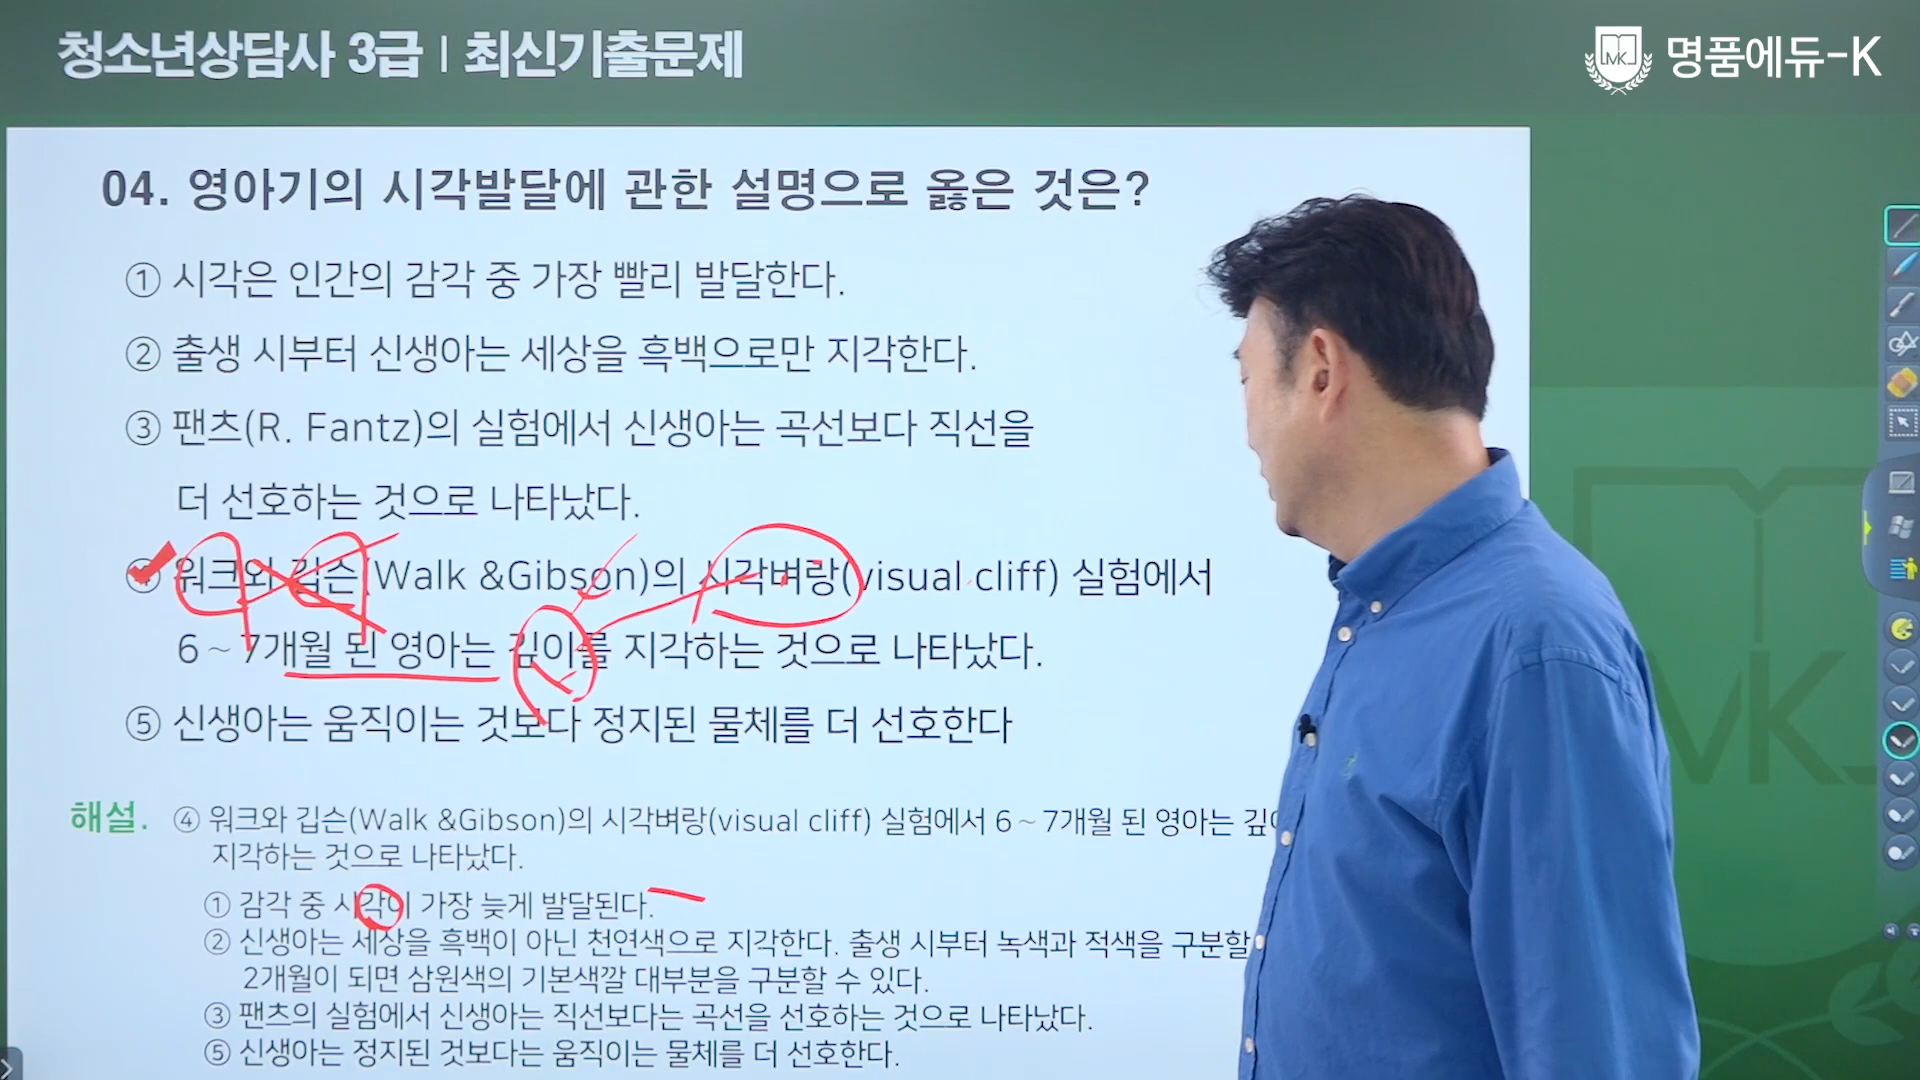 청소년상담사 3급 | 최신기출문제
명품에듀-K
04. 영아기의 시각발달에 관한 설명으로 옳은 것은?
① 시각은 인간의 감각 중 가장 빨리 발달한다.
② 출생 시부터 신생아는 세상을 흑백으로만 지각한다.
③ 팬츠(R. Fantz)의 실험에서 신생아는 곡선보다 직선을
더 선호하는 것으로 나타났다.
④ 워크와 깁슨(Walk &Gibson)의 시각벼랑(visual cliff) 실험에서
6~7개월 된 영아는 깊이를 지각하는 것으로 나타났다.
⑤ 신생아는 움직이는 것보다 정지된 물체를 더 선호한다
해설. ④ 워크와 깁슨(Walk &Gibson)의 시각벼랑(visual cliff) 실험에서 6~7개월 된 영아는
지각하는 것으로 나타났다.
① 감각 중 시각이 가장 늦게 발달된다.
② 신생아는 세상을 흑백이 아닌 천연색으로 지각한다. 출생 시부터 녹색과 적색을 구분할
2개월이 되면 삼원색의 기본색깔 대부분을 구분할 수 있다.
③ 팬츠의 실험에서 신생아는 직선보다는 곡선을 선호하는 것으로 나타났다.
⑤ 신생아는 정지된 것보다는 움직이는 물체를 더 선호한다.
MK